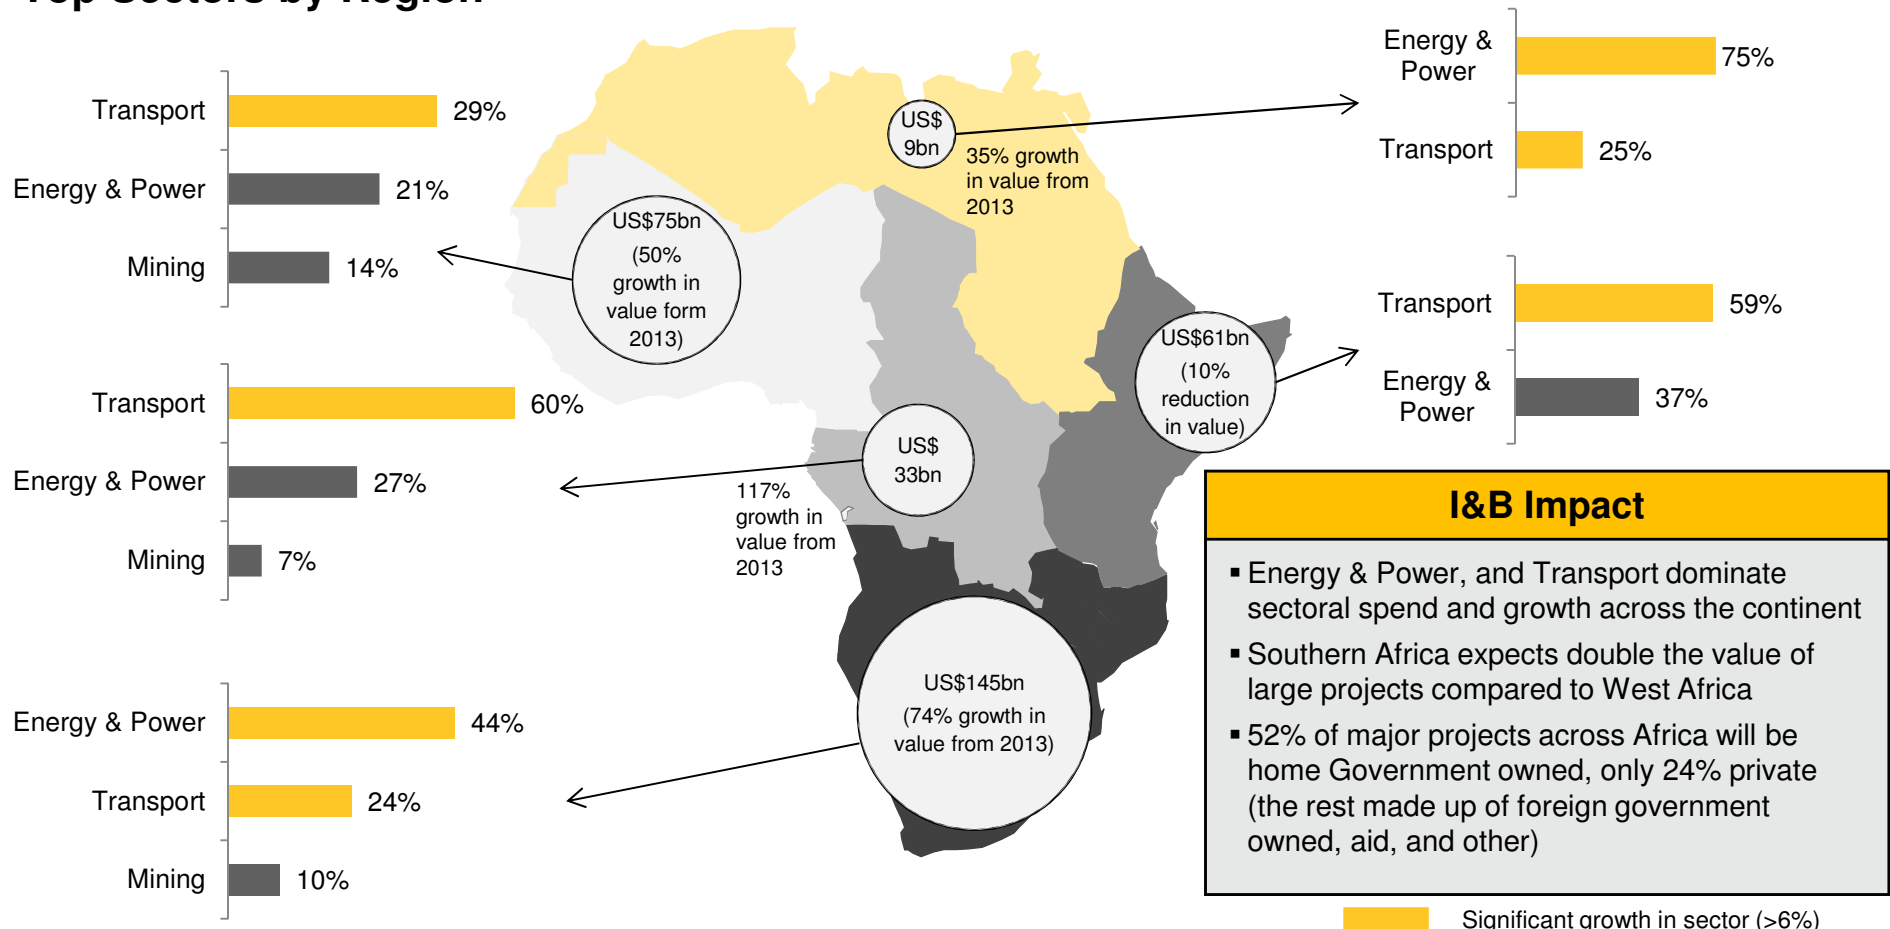 Top Sectors by Region
Transport
29%
Energy & Power
21%
Mining
14%
Transport
60%
Energy & Power
27%
Mining
7%
Energy & Power
44%
Transport
24%
Mining
10%
US$75bn
(50%
growth in
value form
2013)
US$
9bn
35% growth
in value from
2013
US$
33bn
117%
growth in
value from
2013
US$61bn
(10%
reduction
in value)
US$145bn
(74% growth in
value from 2013)
Energy &
Power
75%
Transport
25%
Transport
59%
Energy &
Power
37%
I&B Impact
▪ Energy & Power, and Transport dominate
sectoral spend and growth across the continent
▪ Southern Africa expects double the value of
large projects compared to West Africa
▪ 52% of major projects across Africa will be
home Government owned, only 24% private
(the rest made up of foreign government
owned, aid, and other)
Significant growth in sector (>6%)